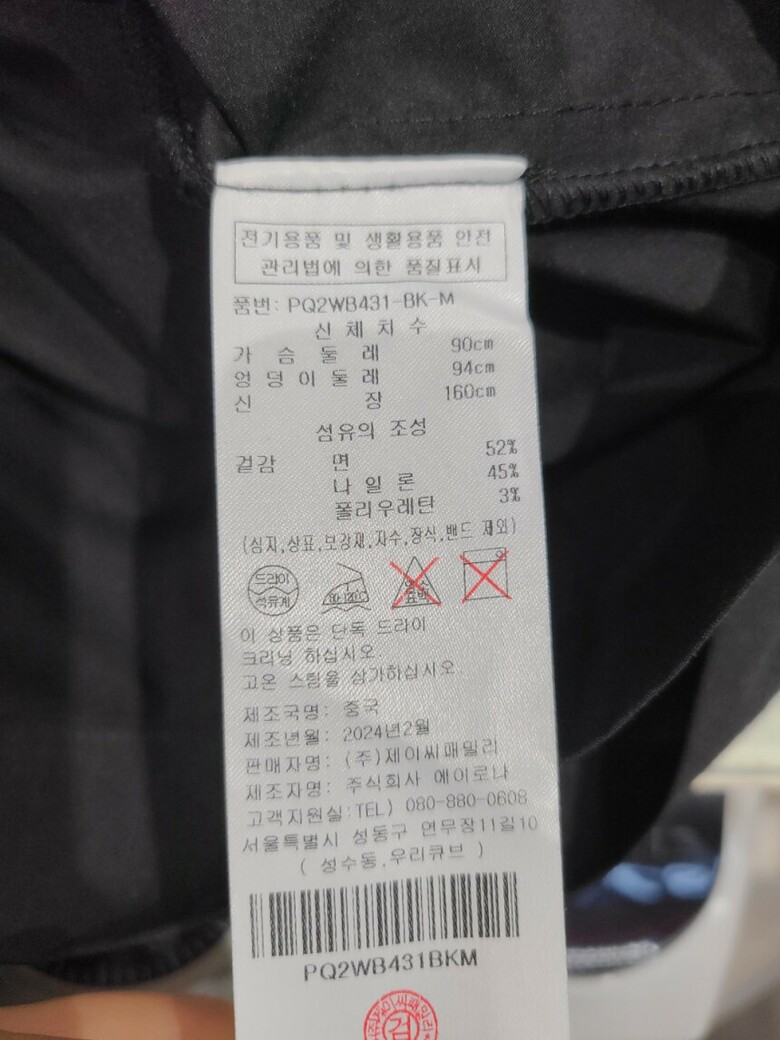 전기용품 및 생활용품 안전
관리법에 의한 품질표시
품번: PQ2WB431-BK-M
신 체 치 수
가 슴 둘 레 90cm
엉 덩 이 둘 레 94cm
신 장 160cm
섬유의 조성
겉감 면 52%
나 일 론 45%
폴리우레탄 3%
(심지,상표,보강재,자수,장식,밴드 제외)
드라이
석유계
80-120℃
염소
표백
이 상품은 단독 드라이
크리닝 하십시오.
고온 스팀을 삼가하십시오.
제조국명: 중국
제조년월: 2024년2월
판매자명: (주)제이씨패밀리
제조자명: 주식회사 에이로나
고객지원실:TEL) 080-880-0608
서울특별시 성동구 연무장11길10
( 성수동,우리큐브 )
PQ2WB431BKM
검